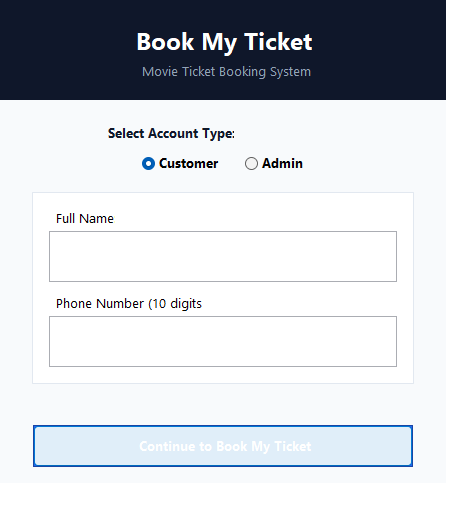 Book My Ticket
Movie Ticket Booking System
Select Account Type:
Customer
Admin
Full Name
Phone Number (10 digits
Continue to Book My Ticket